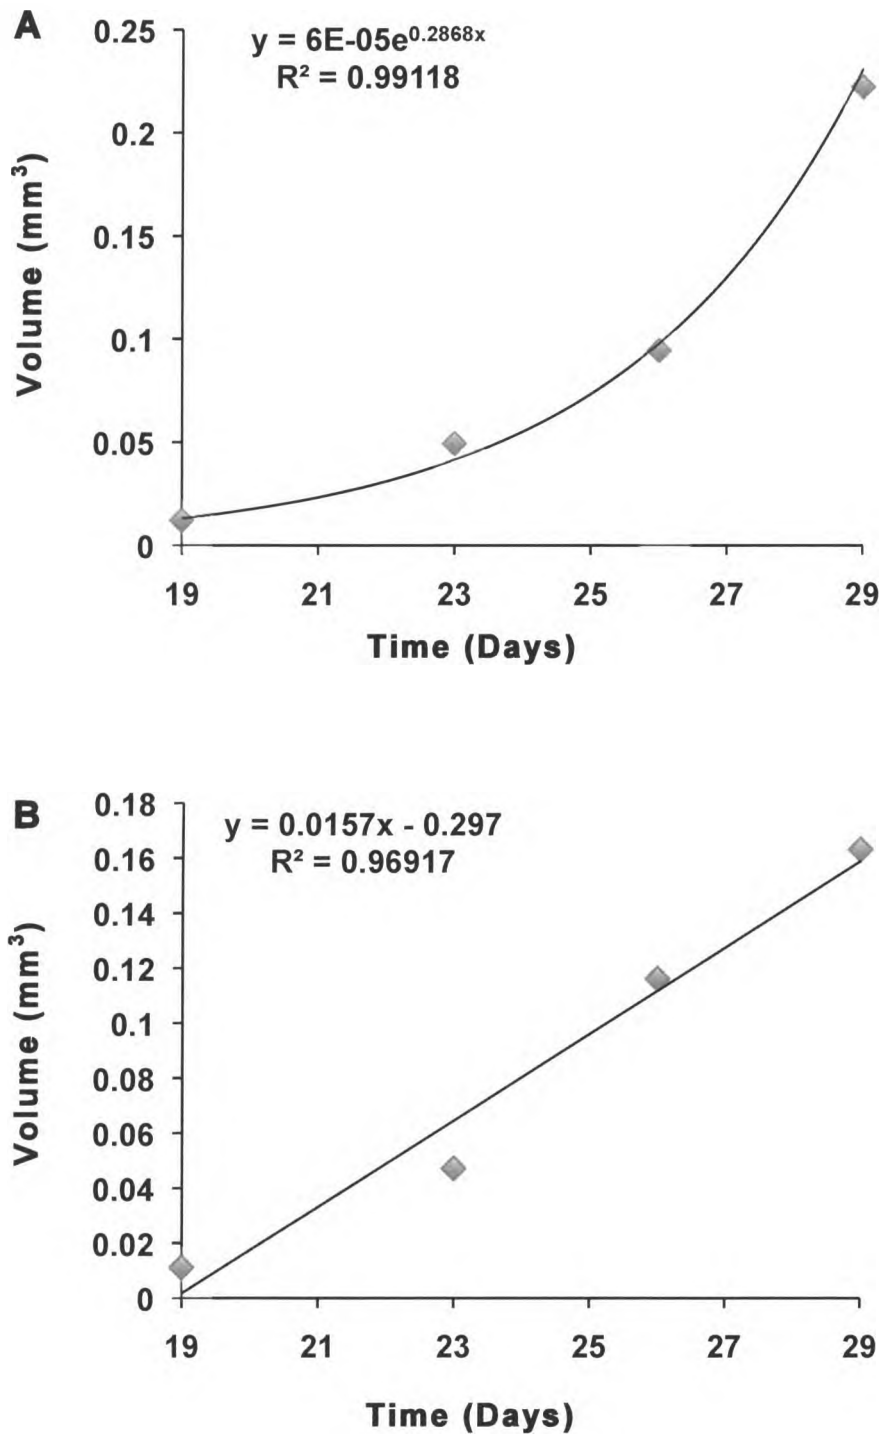 A
y = 6E-05e^0.2868x
R² = 0.99118
0.25
0.2
0.15
0.1
0.05
0
Volume (mm³)
19 21 23 25 27 29
Time (Days)
B
y = 0.0157x - 0.297
R² = 0.96917
0.18
0.16
0.14
0.12
0.1
0.08
0.06
0.04
0.02
0
Volume (mm³)
19 21 23 25 27 29
Time (Days)